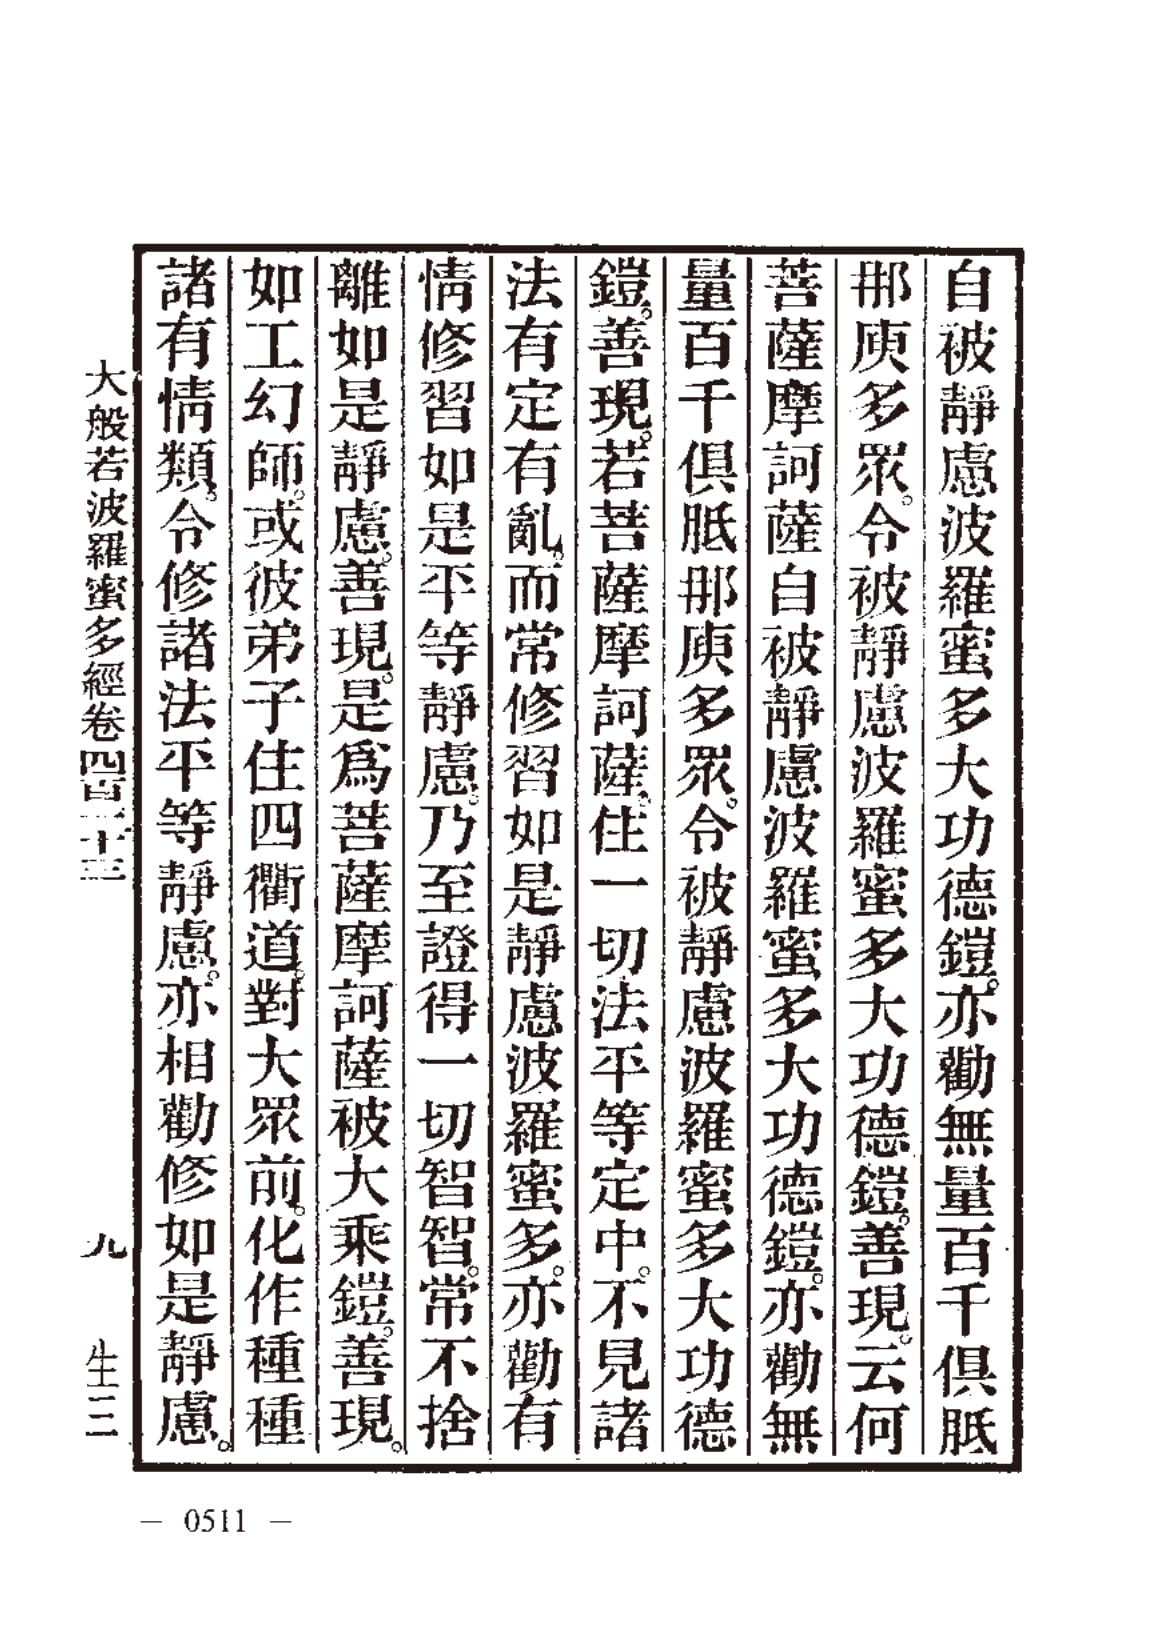 自被靜慮波羅蜜多大功德鎧。亦勸無量百千俱胝
那庾多眾。令被靜慮波羅蜜多大功德鎧。善現。云何
菩薩摩訶薩自被靜慮波羅蜜多大功德鎧。亦勸無
量百千俱胝那庾多眾。令被靜慮波羅蜜多大功德
鎧。善現。若菩薩摩訶薩。住一切法平等定中。不見諸
法有定有亂。而常修習如是靜慮波羅蜜多。亦勸有
情修習如是平等靜慮。乃至證得一切智智。常不捨
離如是靜慮。善現。是為菩薩摩訶薩被大乘鎧。善現。
如工幻師。或彼弟子住四衢道。對大眾前。化作種種
諸有情類。令修諸法平等靜慮。亦相勸修如是靜慮。
大般若波羅蜜多經卷四百 九 生三
— 0511 —